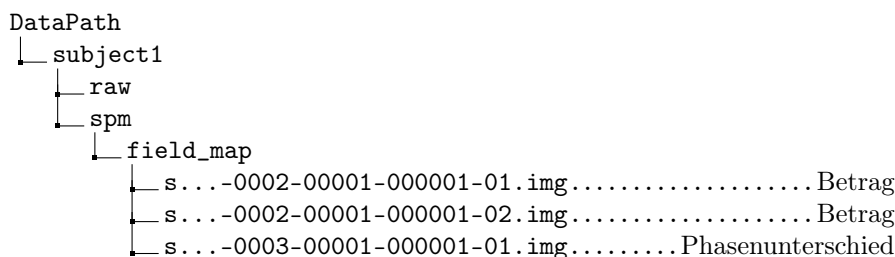 DataPath
subject1
raw
spm
field_map
s...-0002-00001-000001-01.img....................Betrag
s...-0002-00001-000001-02.img....................Betrag
s...-0003-00001-000001-01.img.........Phasenunterschied